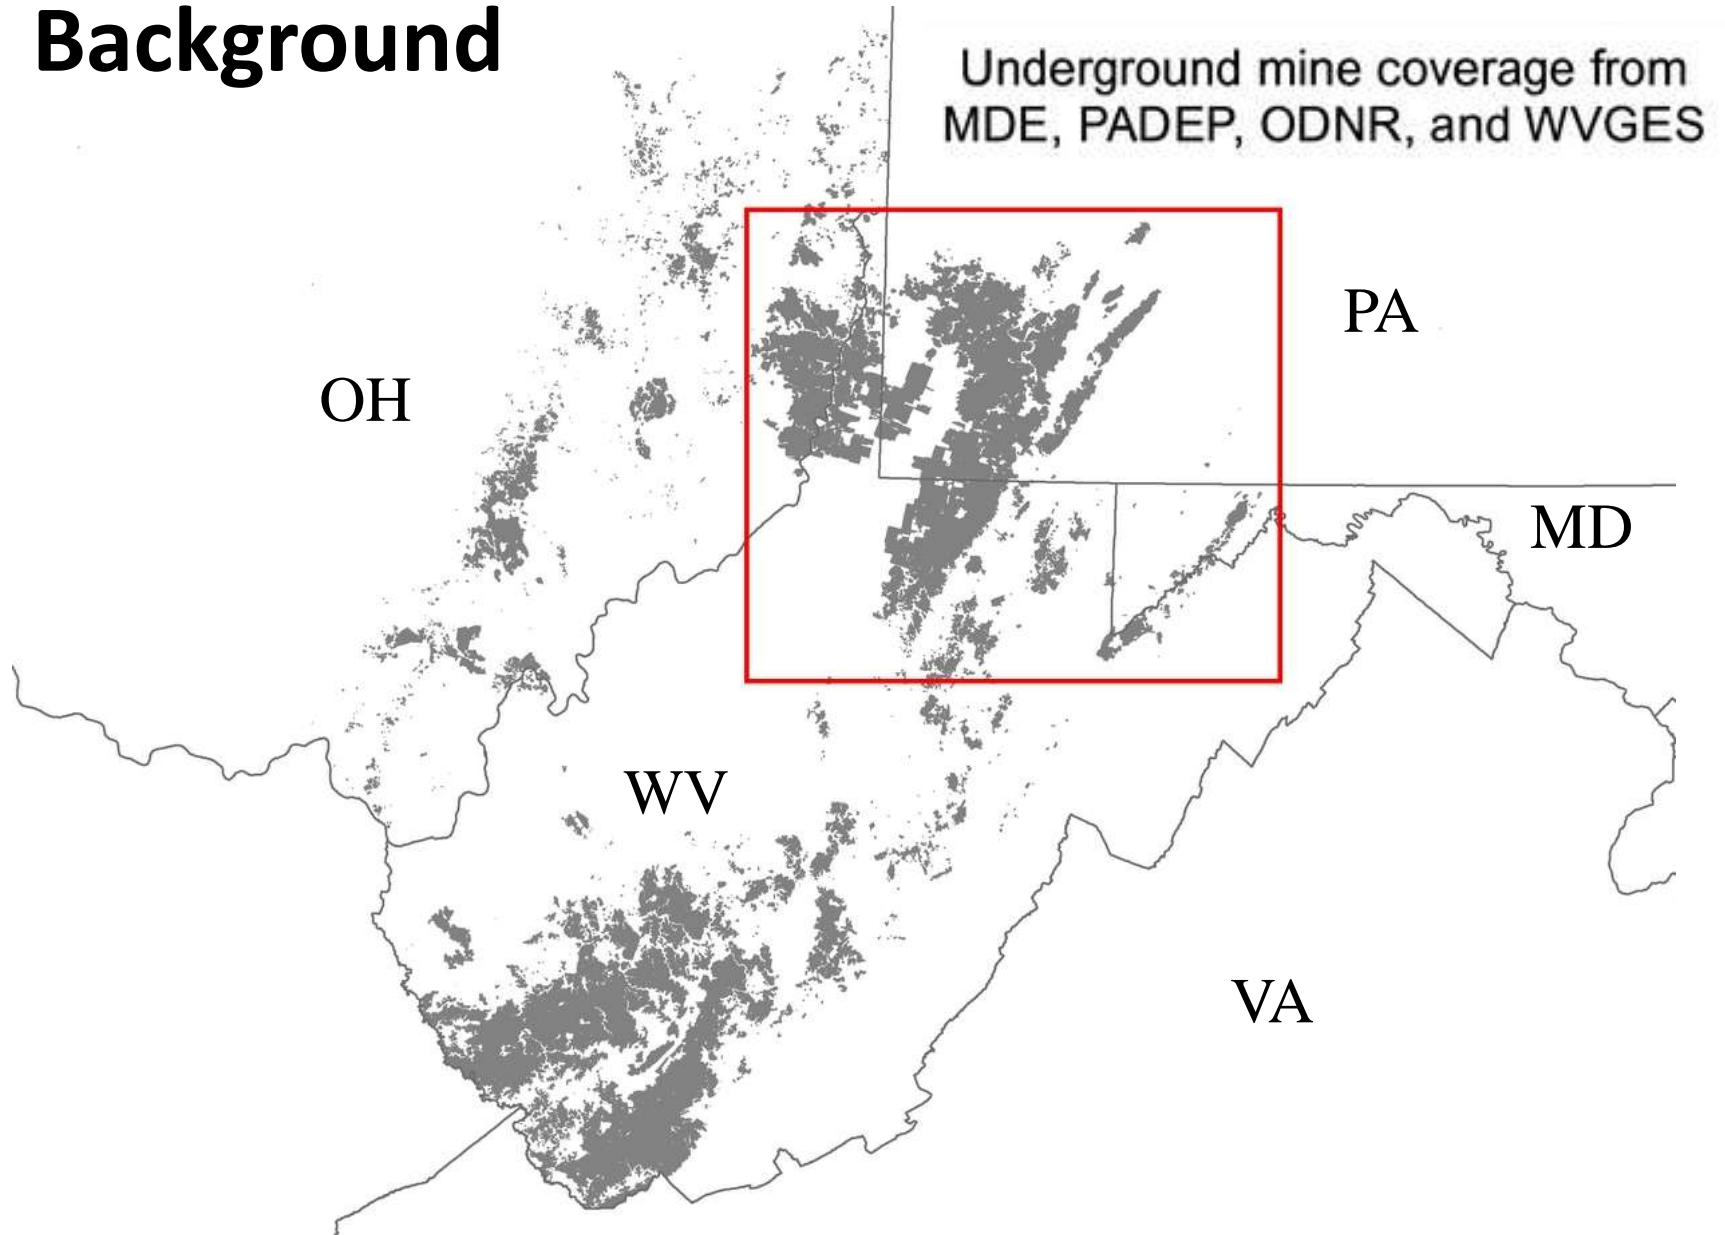 Background
Underground mine coverage from
MDE, PADEP, ODNR, and WVGES
PA
OH
MD
WV
VA